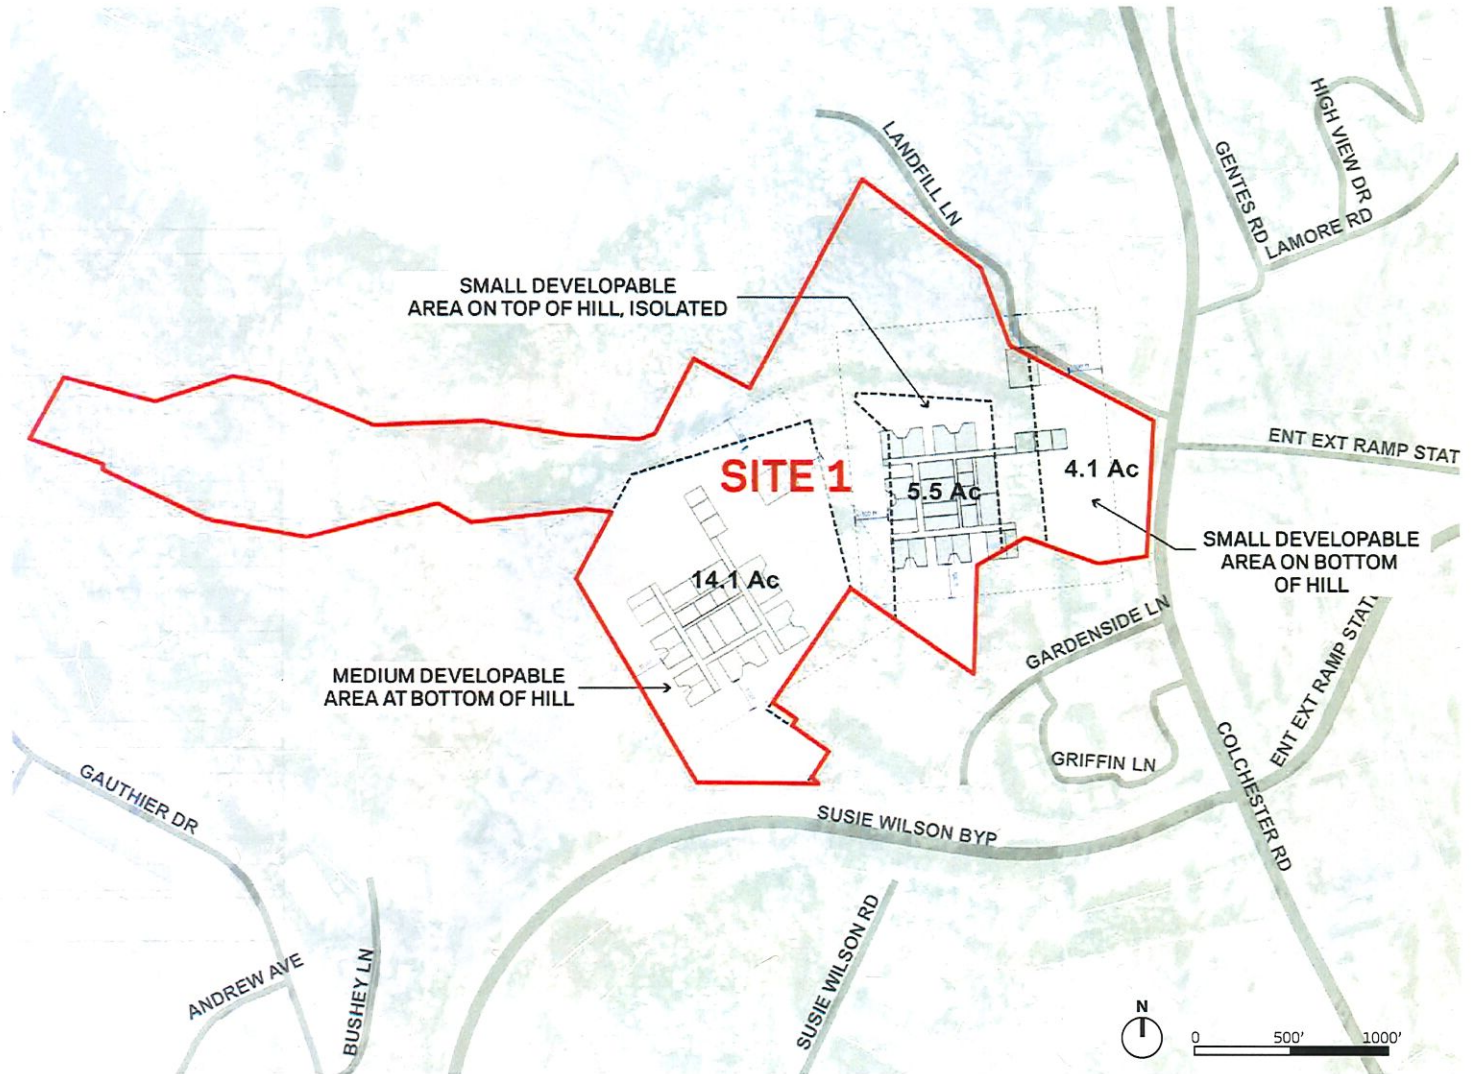 LANDFILL LN
HIGH VIEW DR
GENTES RD
LAMORE RD
SMALL DEVELOPABLE
AREA ON TOP OF HILL, ISOLATED
ENT EXT RAMP STAT
SITE 1
4.1 Ac
5.5 Ac
SMALL DEVELOPABLE
AREA ON BOTTOM
OF HILL
14.1 Ac
GARDENSIDE LN
ENT EXT RAMP STAT
MEDIUM DEVELOPABLE
AREA AT BOTTOM OF HILL
GRIFFIN LN
COLCHESTER RD
GAUTHIER DR
SUSIE WILSON BYP
SUSIE WILSON RD
ANDREW AVE
BUSHEY LN
N
0 500' 1000'